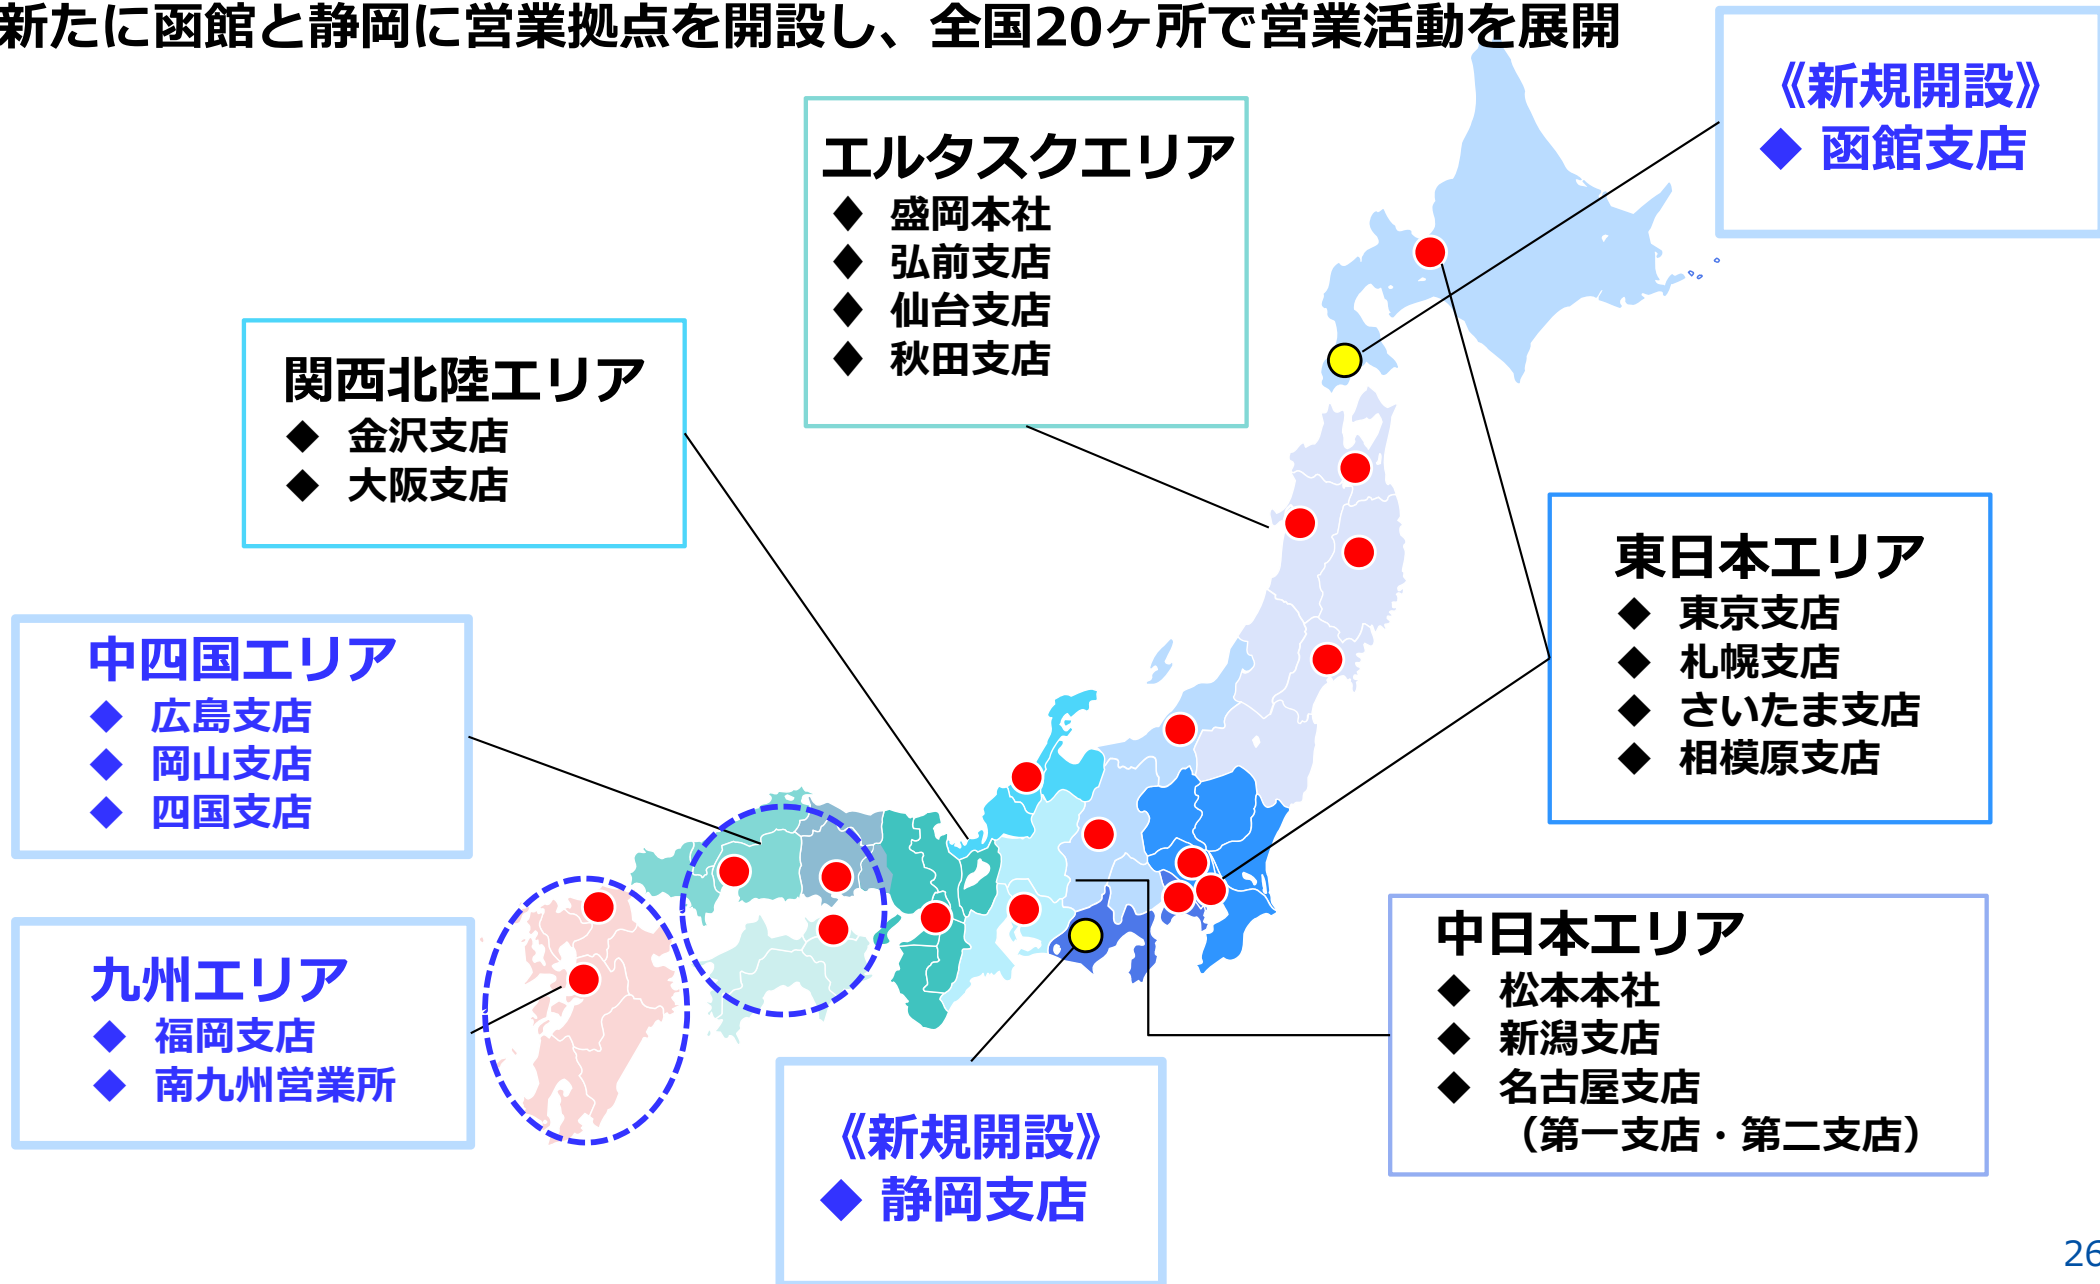 新たに函館と静岡に営業拠点を開設し、全国20ヶ所で営業活動を展開
《新規開設》
◆ 函館支店
エルタスクエリア
◆ 盛岡本社
◆ 弘前支店
◆ 仙台支店
◆ 秋田支店
関西北陸エリア
◆ 金沢支店
◆ 大阪支店
東日本エリア
◆ 東京支店
◆ 札幌支店
◆ さいたま支店
◆ 相模原支店
中四国エリア
◆ 広島支店
◆ 岡山支店
◆ 四国支店
中日本エリア
◆ 松本本社
◆ 新潟支店
◆ 名古屋支店
（第一支店・第二支店）
九州エリア
◆ 福岡支店
◆ 南九州営業所
《新規開設》
◆ 静岡支店
26